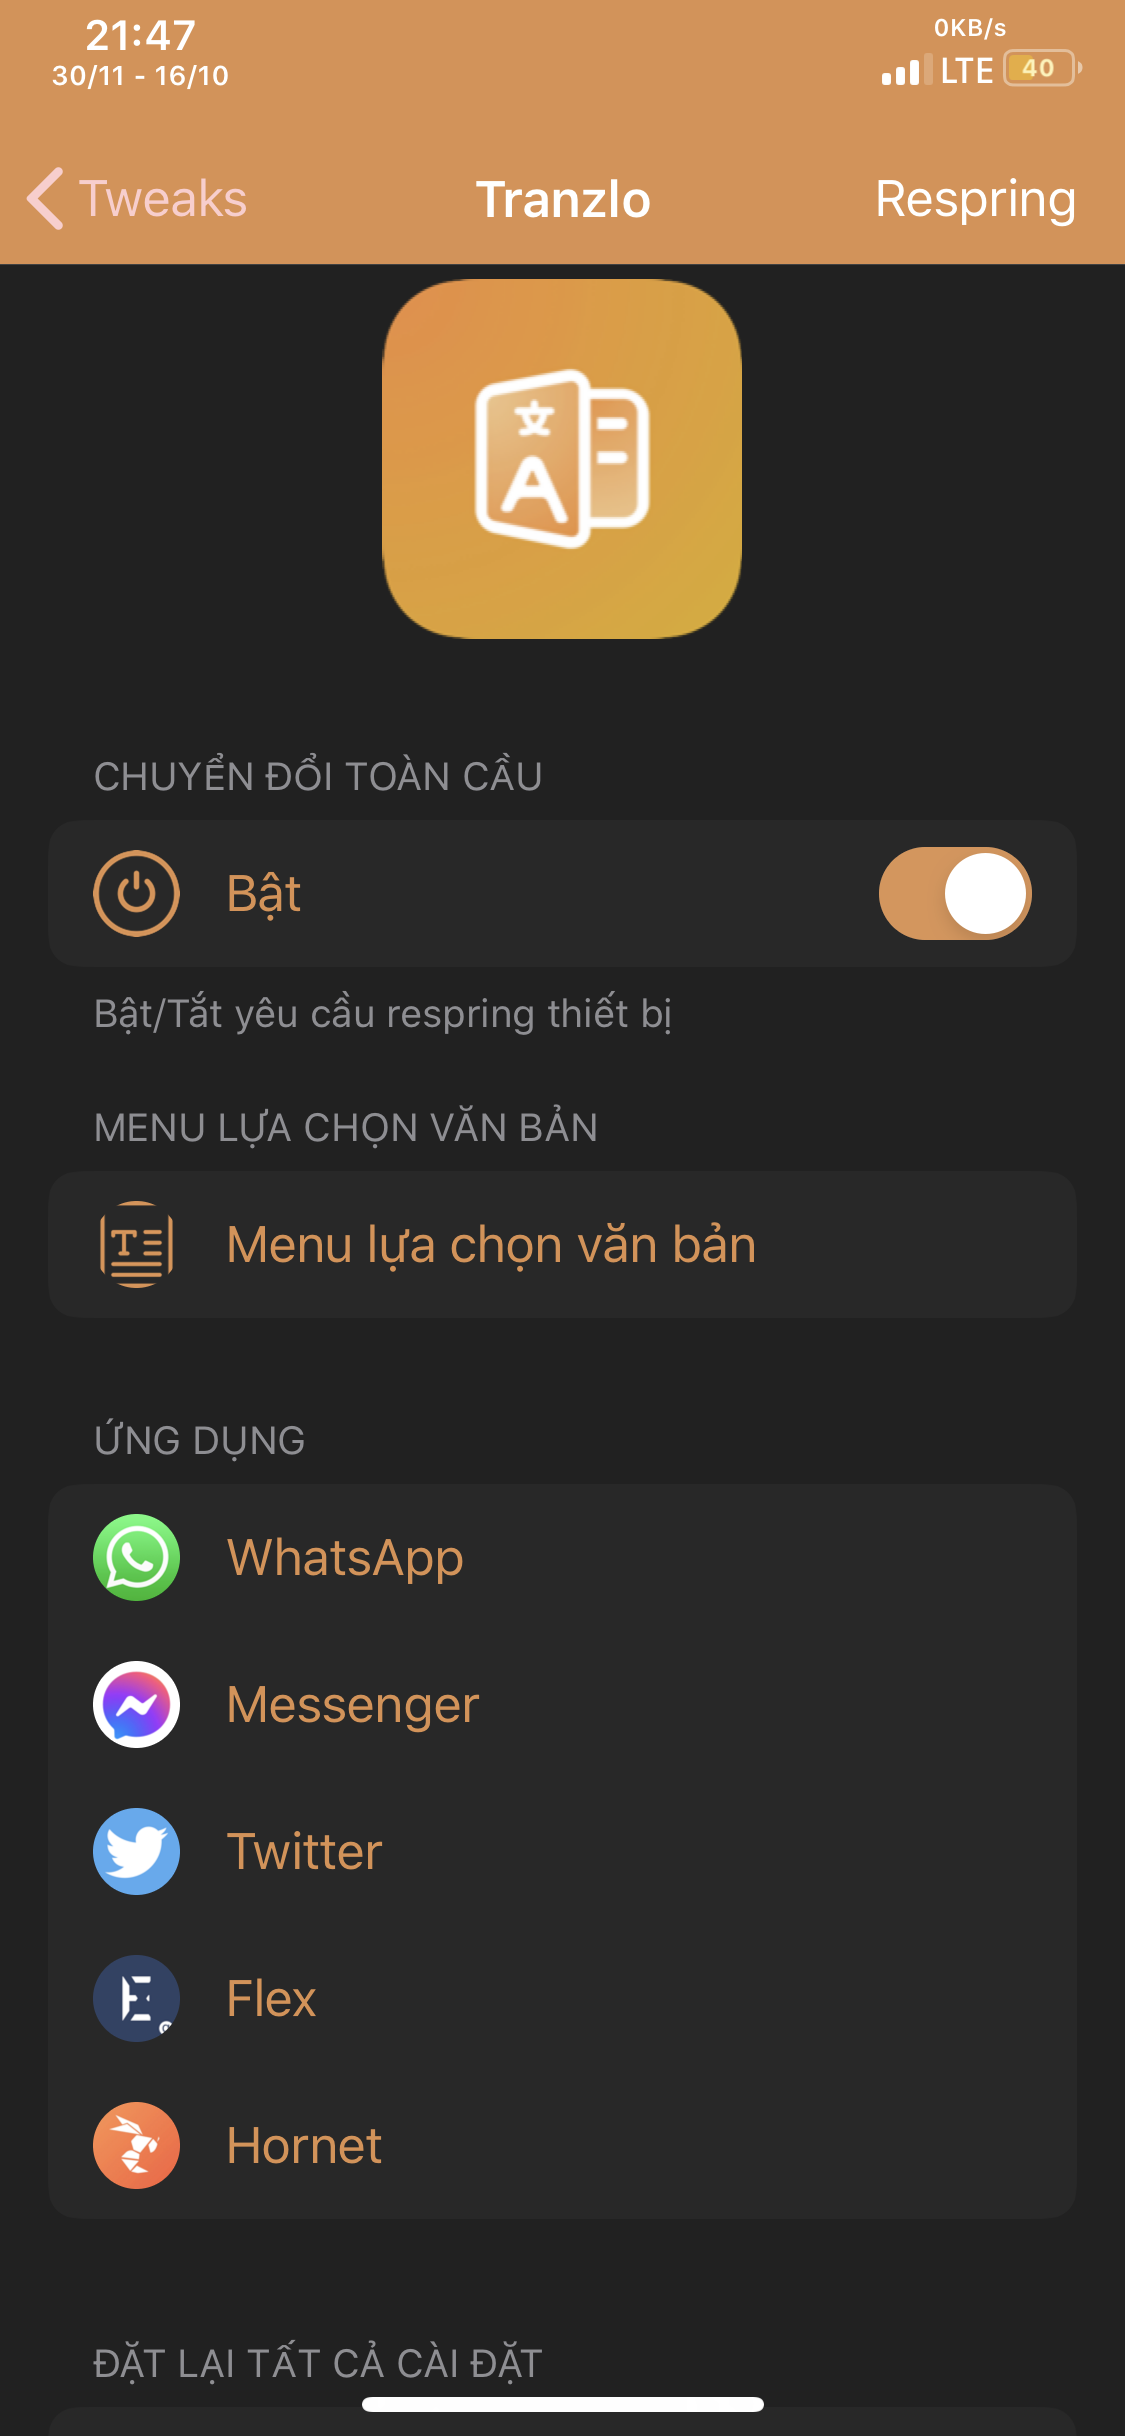 21:47
0KB/s
30/11 - 16/10
LTE
40
Tweaks
Tranzlo
Respring
文
A
CHUYỂN ĐỔI TOÀN CẦU
Bật
Bật/Tắt yêu cầu respring thiết bị
MENU LỰA CHỌN VĂN BẢN
T
Menu lựa chọn văn bản
ỨNG DỤNG
WhatsApp
Messenger
Twitter
Flex
Hornet
ĐẶT LẠI TẤT CẢ CÀI ĐẶT